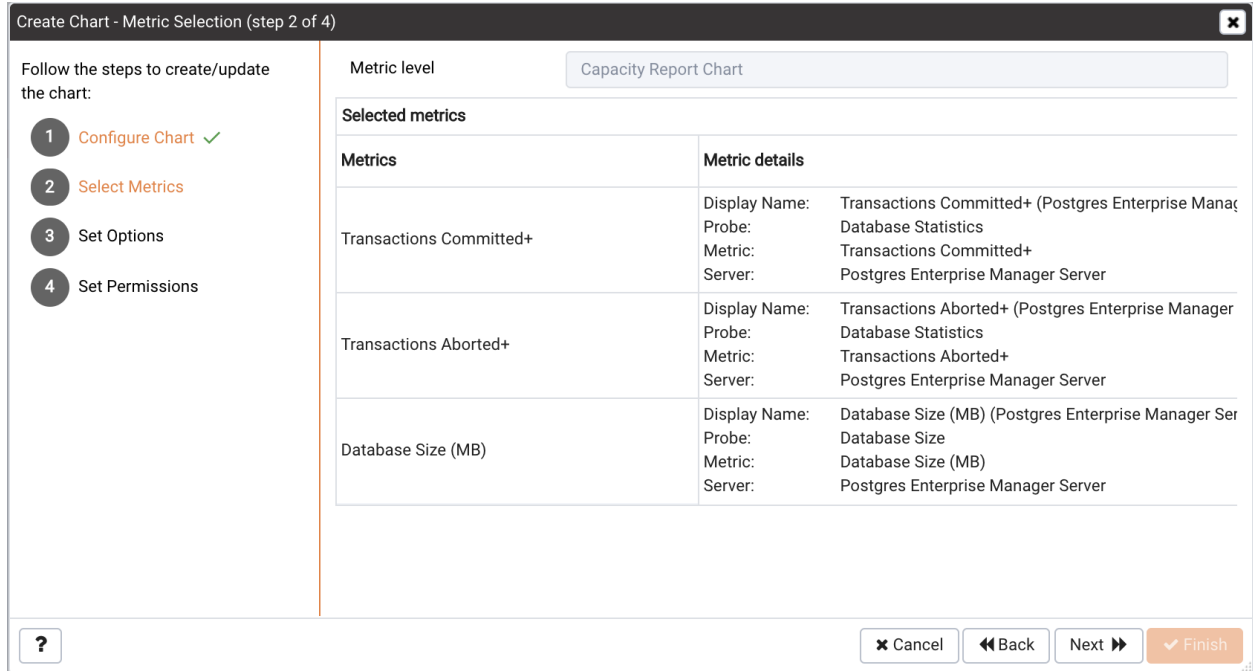 Create Chart - Metric Selection (step 2 of 4)
Follow the steps to create/update
the chart:
1 Configure Chart
2 Select Metrics
3 Set Options
4 Set Permissions
Metric level Capacity Report Chart
Selected metrics
Metrics Metric details
Transactions Committed+
Display Name: Transactions Committed+ (Postgres Enterprise Manag
Probe: Database Statistics
Metric: Transactions Committed+
Server: Postgres Enterprise Manager Server
Transactions Aborted+
Display Name: Transactions Aborted+ (Postgres Enterprise Manager
Probe: Database Statistics
Metric: Transactions Aborted+
Server: Postgres Enterprise Manager Server
Database Size (MB)
Display Name: Database Size (MB) (Postgres Enterprise Manager Ser
Probe: Database Size
Metric: Database Size (MB)
Server: Postgres Enterprise Manager Server
? Cancel Back Next Finish